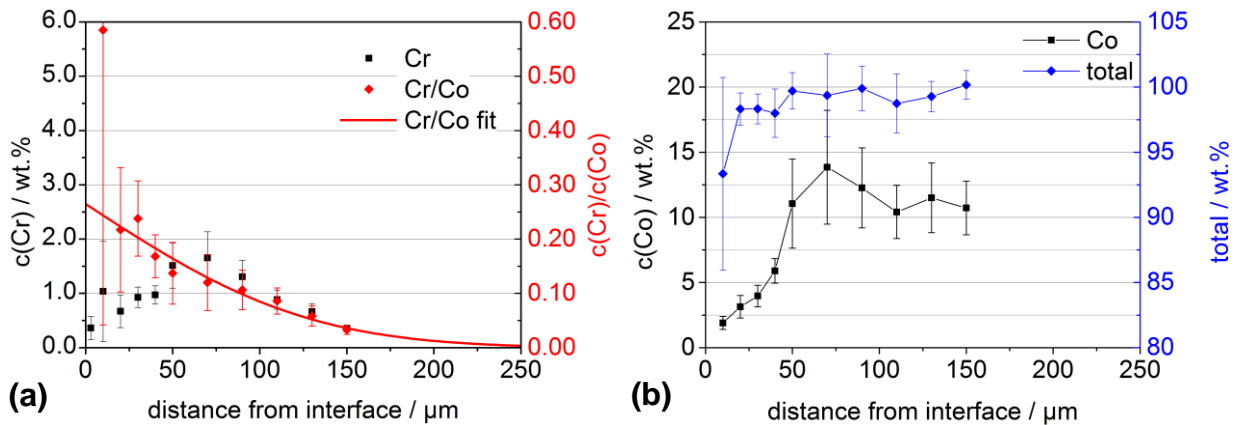 6.0
5.0
4.0
3.0
2.0
1.0
0.0
c(Cr) / wt.%
Cr
Cr/Co
Cr/Co fit
0.60
0.50
0.40
0.30
0.20
0.10
0.00
c(Cr)/c(Co)
0 50 100 150 200 250
distance from interface / µm
(a)
25
20
15
10
5
0
c(Co) / wt.%
Co
total
105
100
95
90
85
80
total / wt.%
0 50 100 150 200 250
distance from interface / µm
(b)